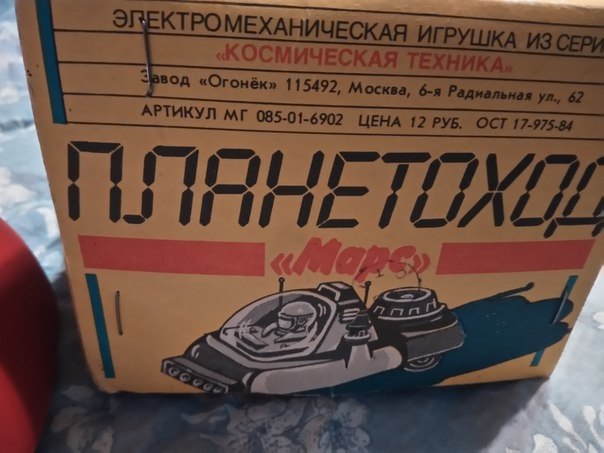 ЭЛЕКТРОМЕХАНИЧЕСКАЯ ИГРУШКА ИЗ СЕРИ
«КОСМИЧЕСКАЯ ТЕХНИКА»
Завод «Огонёк» 115492, Москва, 6-я Радиальная ул., 62
АРТИКУЛ МГ 085-01-6902 ЦЕНА 12 РУБ. ОСТ 17-975-84
ПЛАНЕТОХОД
«Марс»